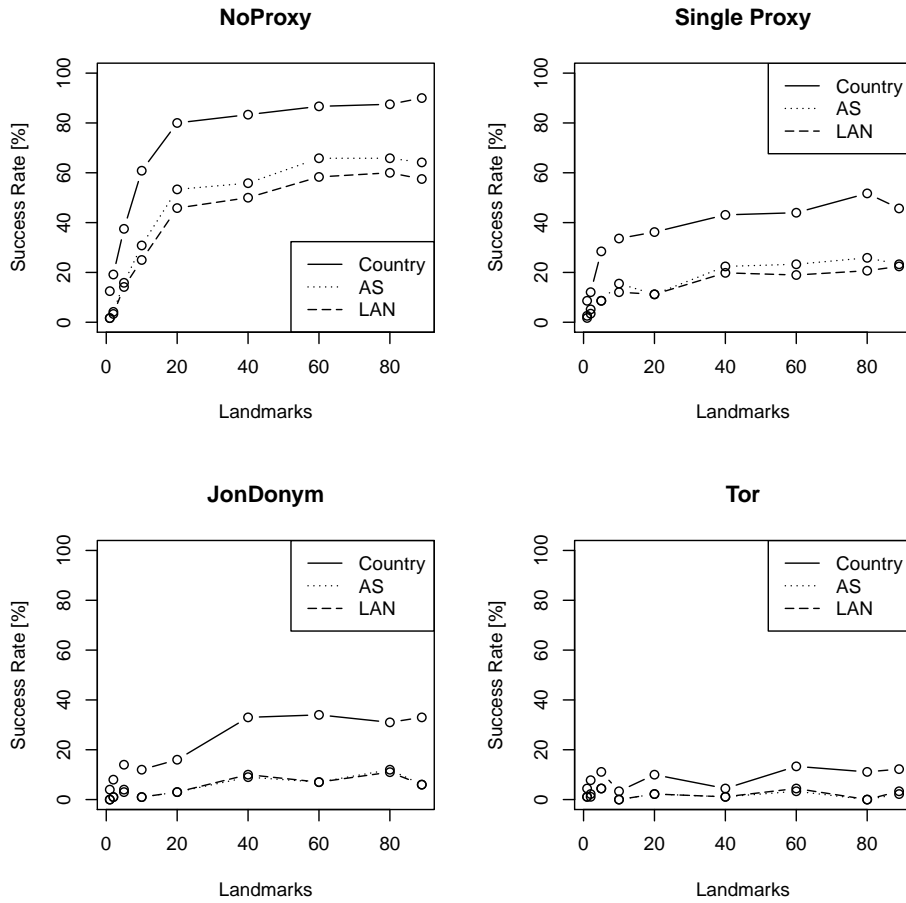 NoProxy
Success Rate [%]
100
80
60
40
20
0
Country
AS
LAN
0 20 40 60 80
Landmarks
Single Proxy
Success Rate [%]
100
80
60
40
20
0
Country
AS
LAN
0 20 40 60 80
Landmarks
JonDonym
Success Rate [%]
100
80
60
40
20
0
Country
AS
LAN
0 20 40 60 80
Landmarks
Tor
Success Rate [%]
100
80
60
40
20
0
Country
AS
LAN
0 20 40 60 80
Landmarks